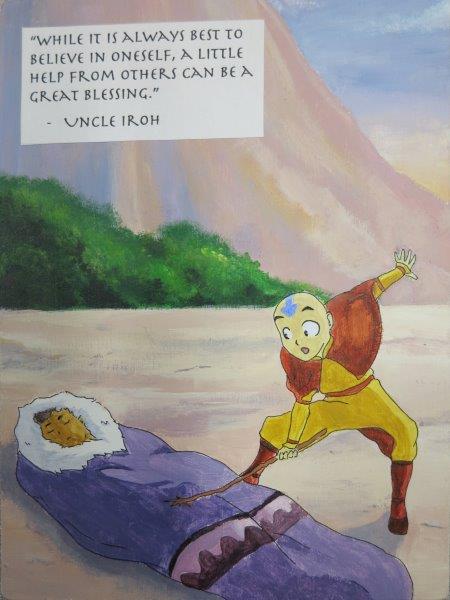 "While it is always best to
believe in oneself, a little
help from others can be a
great blessing."
- Uncle Iroh